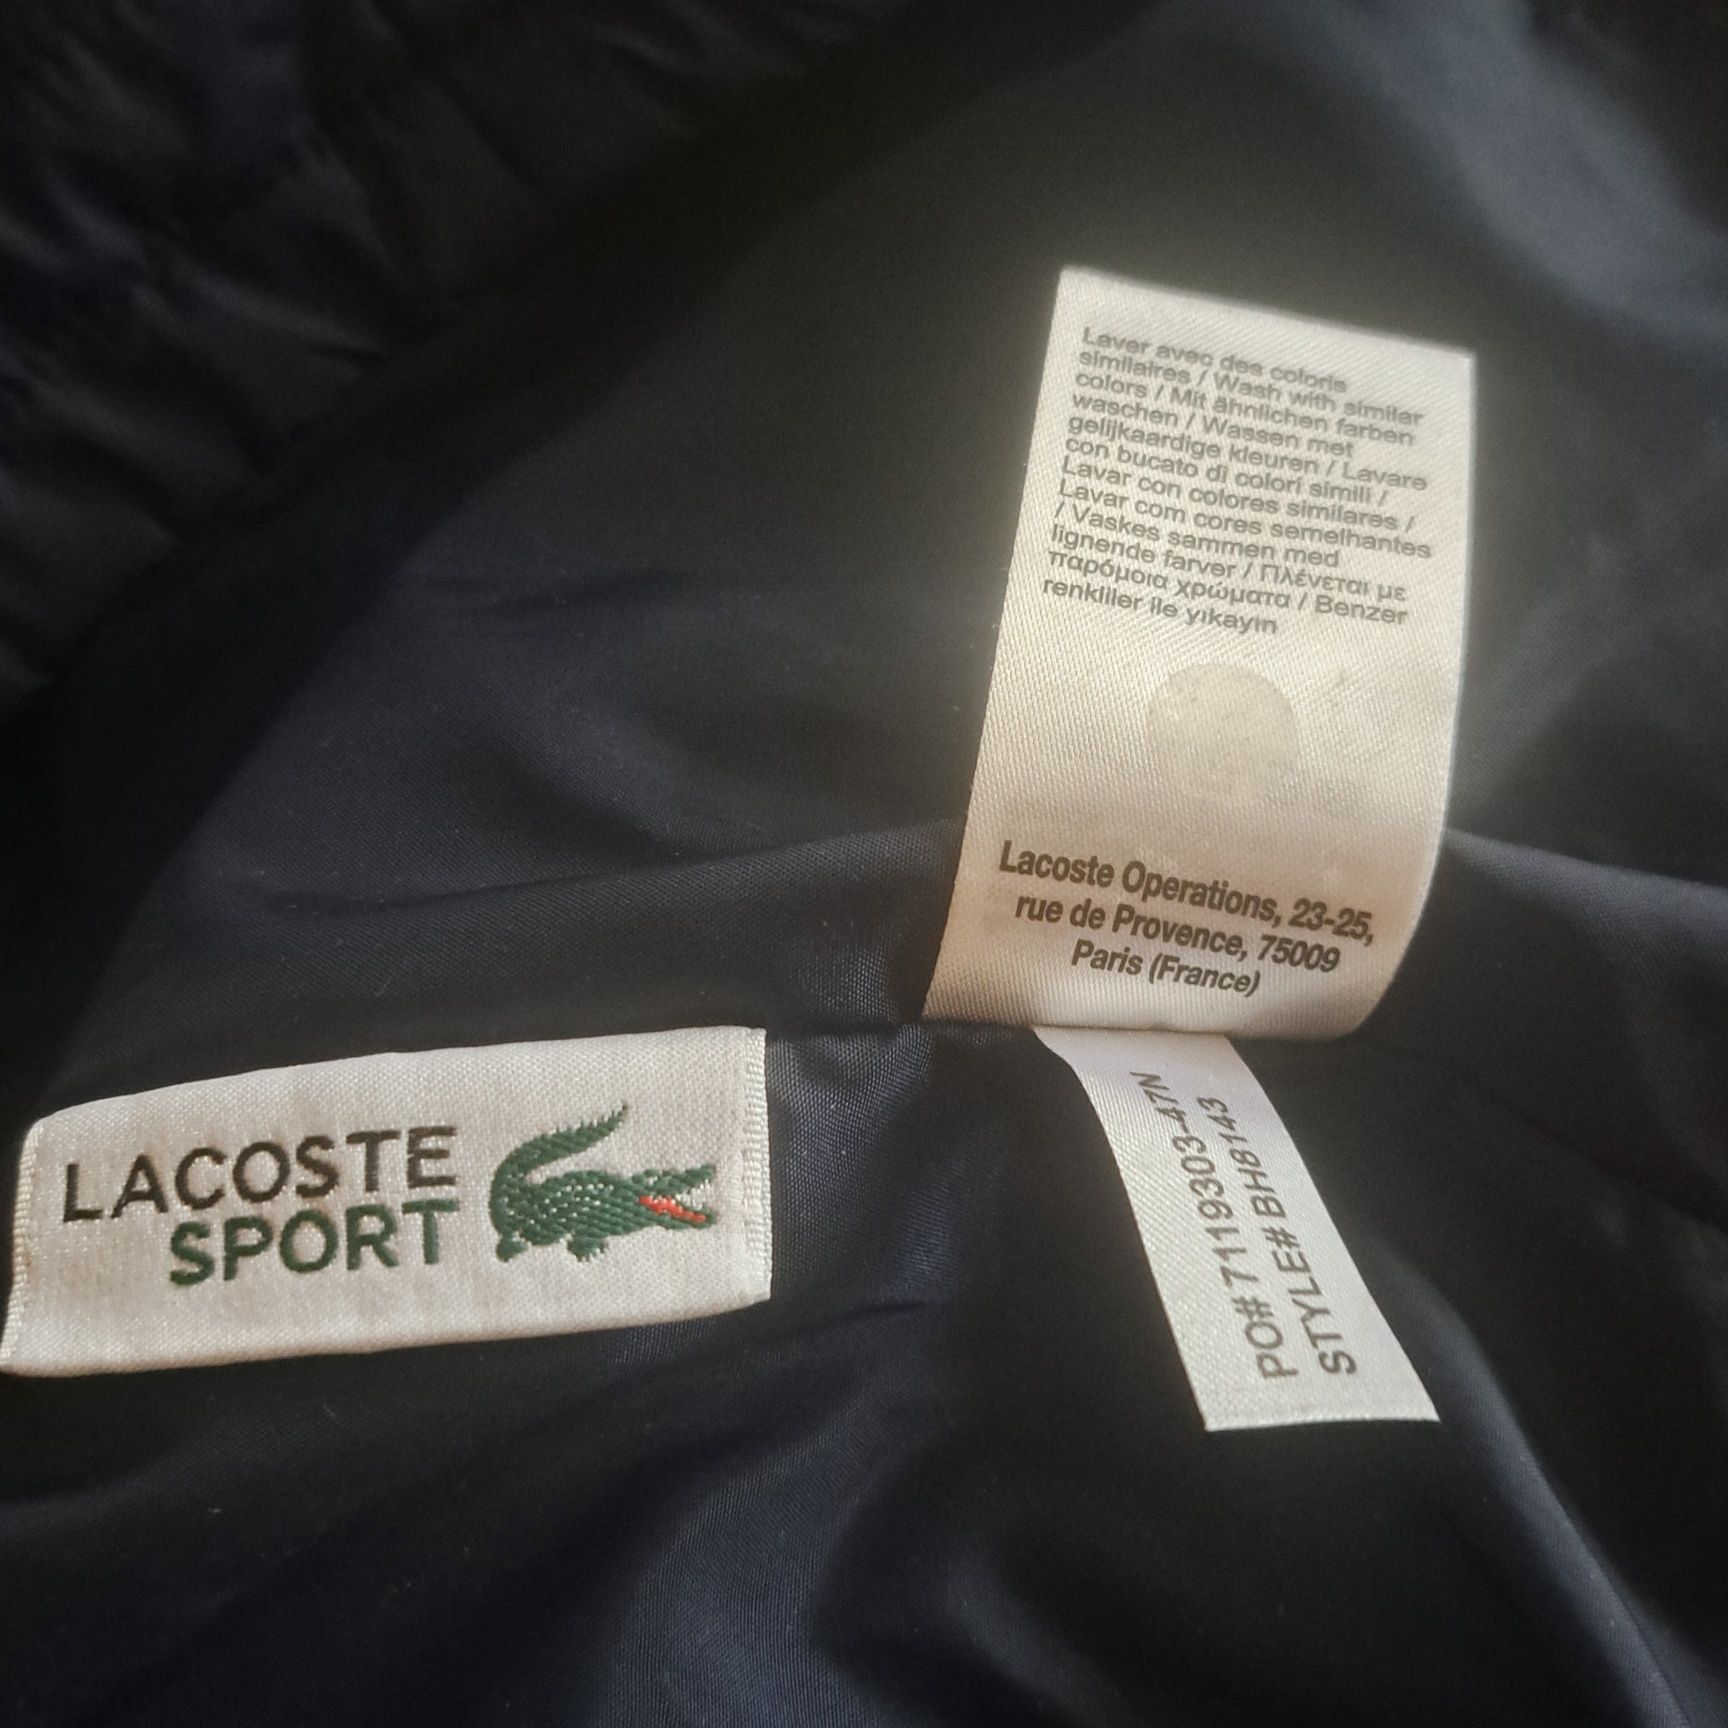 Laver avec des coloris
similaires / Wash with similar
colors / Mit ähnlichen farben
waschen / Wassen met
gelijkaardige kleuren / Lavare
con bucato di colori simili /
Lavar con colores similares /
Lavar com cores semelhantes
/ Vaskes sammen med
lignende farver / Πλένεται με
παρόμοια χρώματα / Benzer
renkliler ile yıkayın
Lacoste Operations, 23-25,
rue de Provence, 75009
Paris (France)
LACOSTE
SPORT
PO# 7119303-47N
STYLE# BH8143